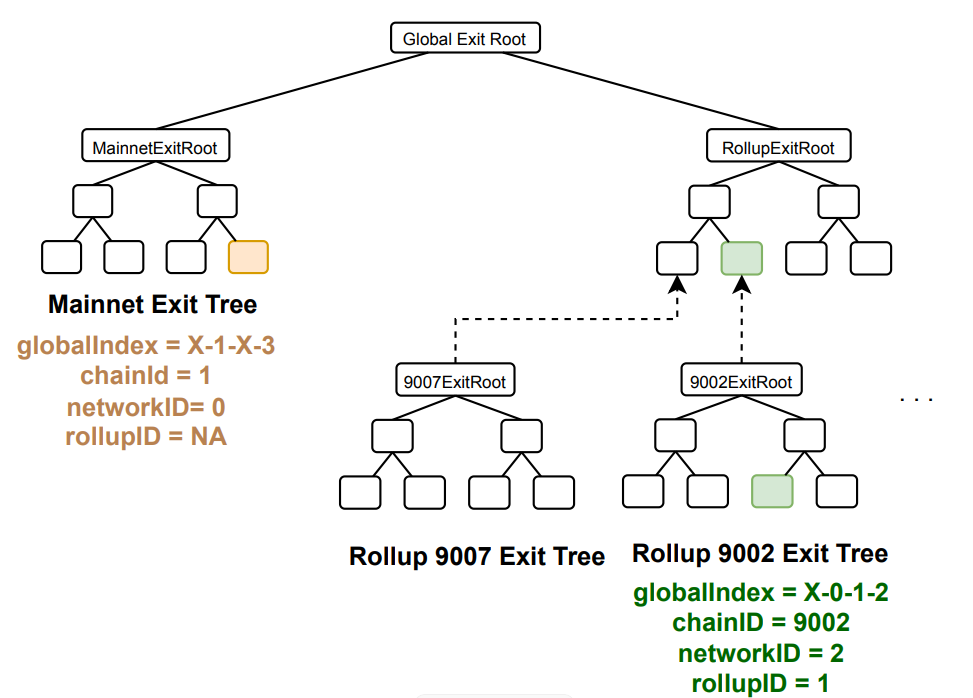 Global Exit Root
MainnetExitRoot
RollupExitRoot
Mainnet Exit Tree
globalIndex = X-1-X-3
chainId = 1
networkID= 0
rollupID = NA
9007ExitRoot
9002ExitRoot
. . .
Rollup 9007 Exit Tree
Rollup 9002 Exit Tree
globalIndex = X-0-1-2
chainID = 9002
networkID = 2
rollupID = 1